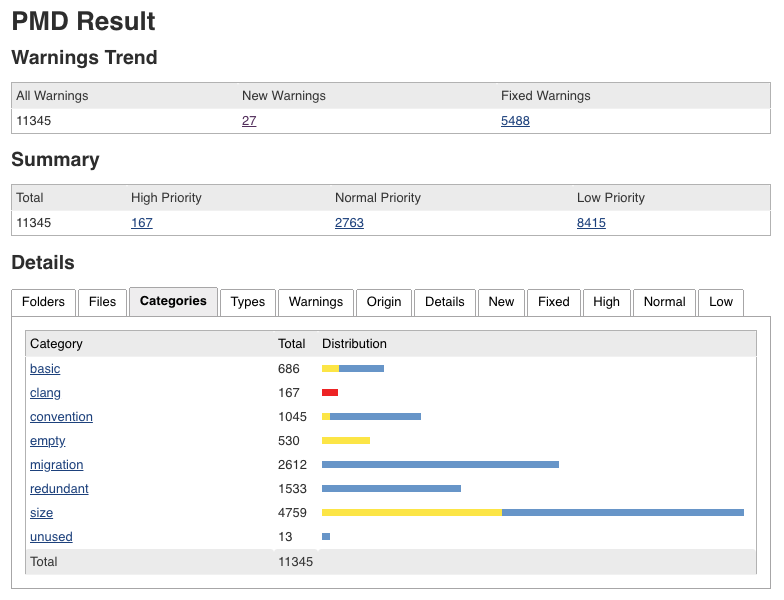 PMD Result
Warnings Trend
All Warnings New Warnings Fixed Warnings
11345 27 5488
Summary
Total High Priority Normal Priority Low Priority
11345 167 2763 8415
Details
Folders Files Categories Types Warnings Origin Details New Fixed High Normal Low
Category Total Distribution
basic 686
clang 167
convention 1045
empty 530
migration 2612
redundant 1533
size 4759
unused 13
Total 11345